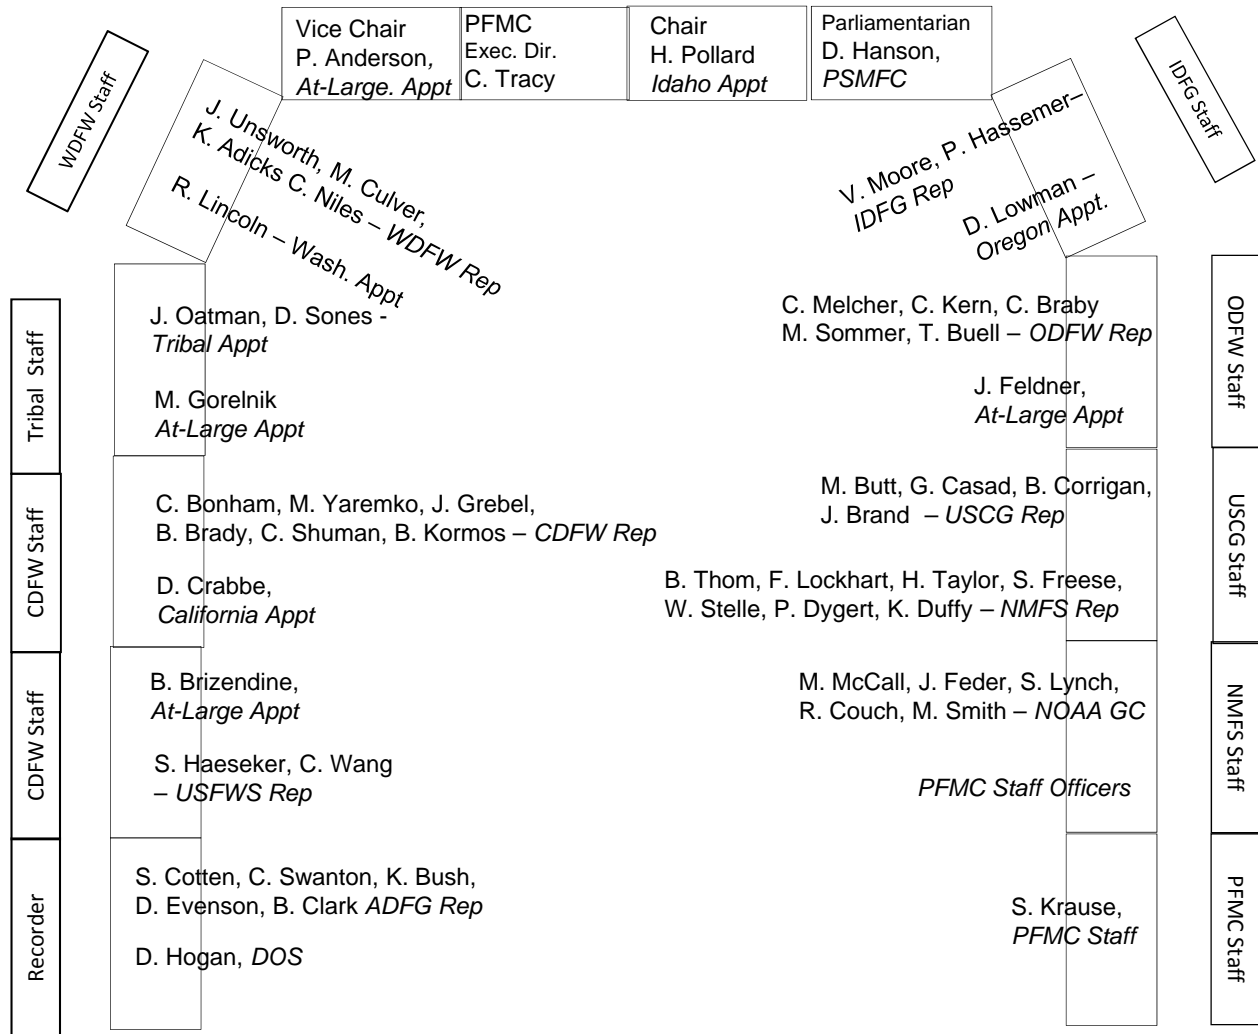 Vice Chair
P. Anderson,
At-Large. Appt
PFMC
Exec. Dir.
C. Tracy
Chair
H. Pollard
Idaho Appt
Parliamentarian
D. Hanson,
PSMFC
WDFW Staff
J. Unsworth, M. Culver,
K. Adicks C. Niles – WDFW Rep
R. Lincoln – Wash. Appt
V. Moore, P. Hassemer–
IDFG Rep
D. Lowman –
Oregon Appt.
IDFG Staff
Tribal Staff
J. Oatman, D. Sones -
Tribal Appt
M. Gorelnik
At-Large Appt
C. Melcher, C. Kern, C. Braby
M. Sommer, T. Buell – ODFW Rep
J. Feldner,
At-Large Appt
ODFW Staff
CDFW Staff
C. Bonham, M. Yaremko, J. Grebel,
B. Brady, C. Shuman, B. Kormos – CDFW Rep
D. Crabbe,
California Appt
M. Butt, G. Casad, B. Corrigan,
J. Brand – USCG Rep
B. Thom, F. Lockhart, H. Taylor, S. Freese,
W. Stelle, P. Dygert, K. Duffy – NMFS Rep
USCG Staff
CDFW Staff
B. Brizendine,
At-Large Appt
S. Haeseker, C. Wang
– USFWS Rep
M. McCall, J. Feder, S. Lynch,
R. Couch, M. Smith – NOAA GC
PFMC Staff Officers
NMFS Staff
Recorder
S. Cotten, C. Swanton, K. Bush,
D. Evenson, B. Clark ADFG Rep
D. Hogan, DOS
S. Krause,
PFMC Staff
PFMC Staff